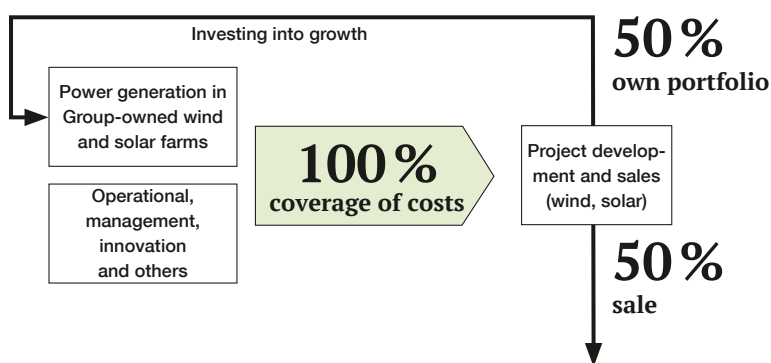 Investing into growth
50 %
own portfolio
Power generation in
Group-owned wind
and solar farms
100 %
coverage of costs
Project develop-
ment and sales
(wind, solar)
Operational,
management,
innovation
and others
50 %
sale